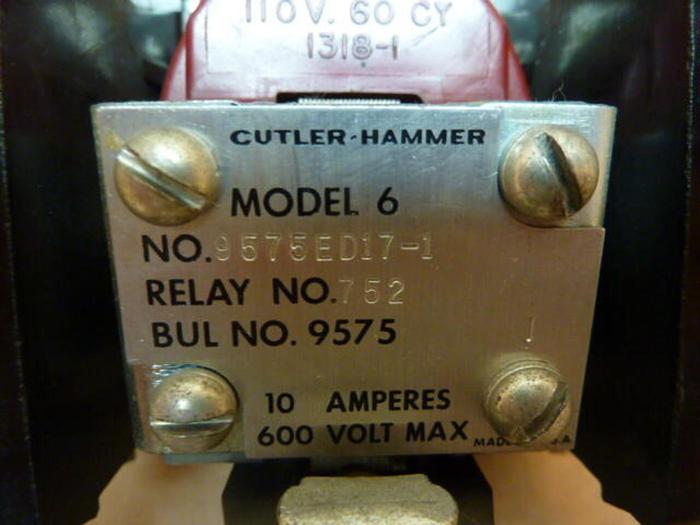 110V. 60 CY
1318-1
CUTLER-HAMMER
MODEL 6
NO. 9575ED17-1
RELAY NO. 752
BUL NO. 9575
10 AMPERES
600 VOLT MAX